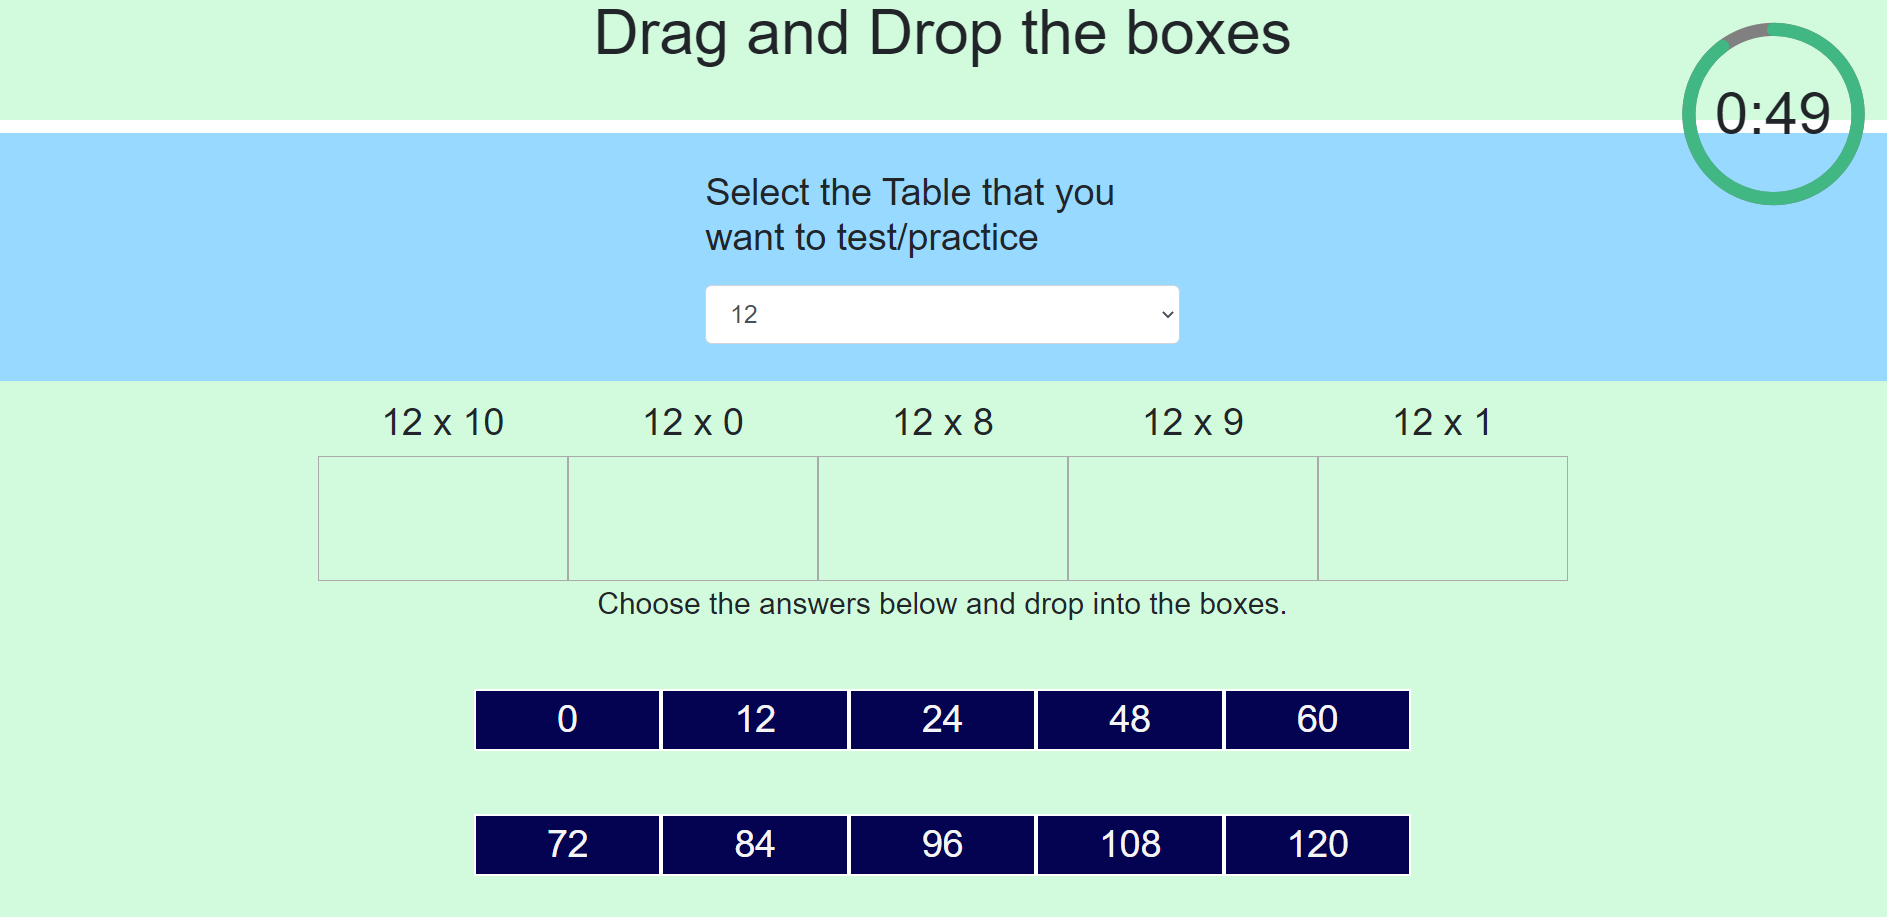 Drag and Drop the boxes
0:49
Select the Table that you
want to test/practice
12
12 x 10 12 x 0 12 x 8 12 x 9 12 x 1
Choose the answers below and drop into the boxes.
0 12 24 48 60
72 84 96 108 120